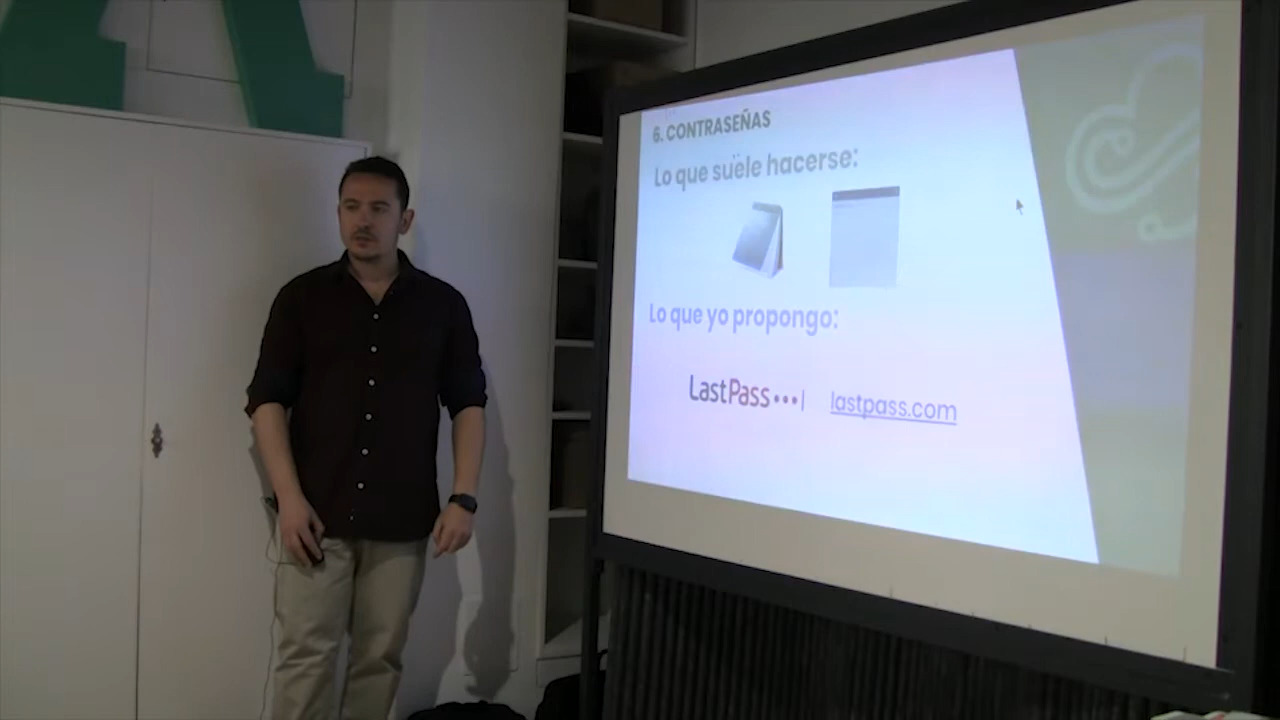 6. CONTRASEÑAS
Lo que suele hacerse:
Lo que yo propongo:
LastPass•••|
lastpass.com